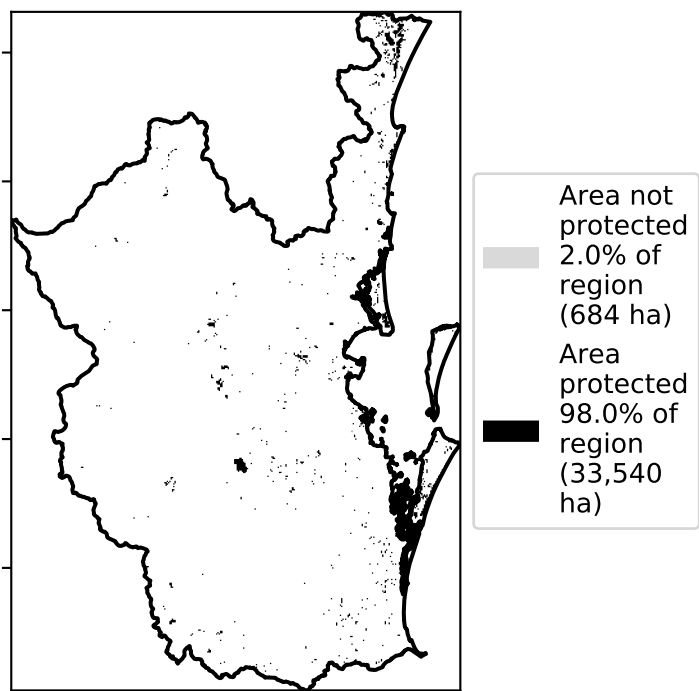 Area not
protected
2.0% of
region
(684 ha)
Area
protected
98.0% of
region
(33,540
ha)